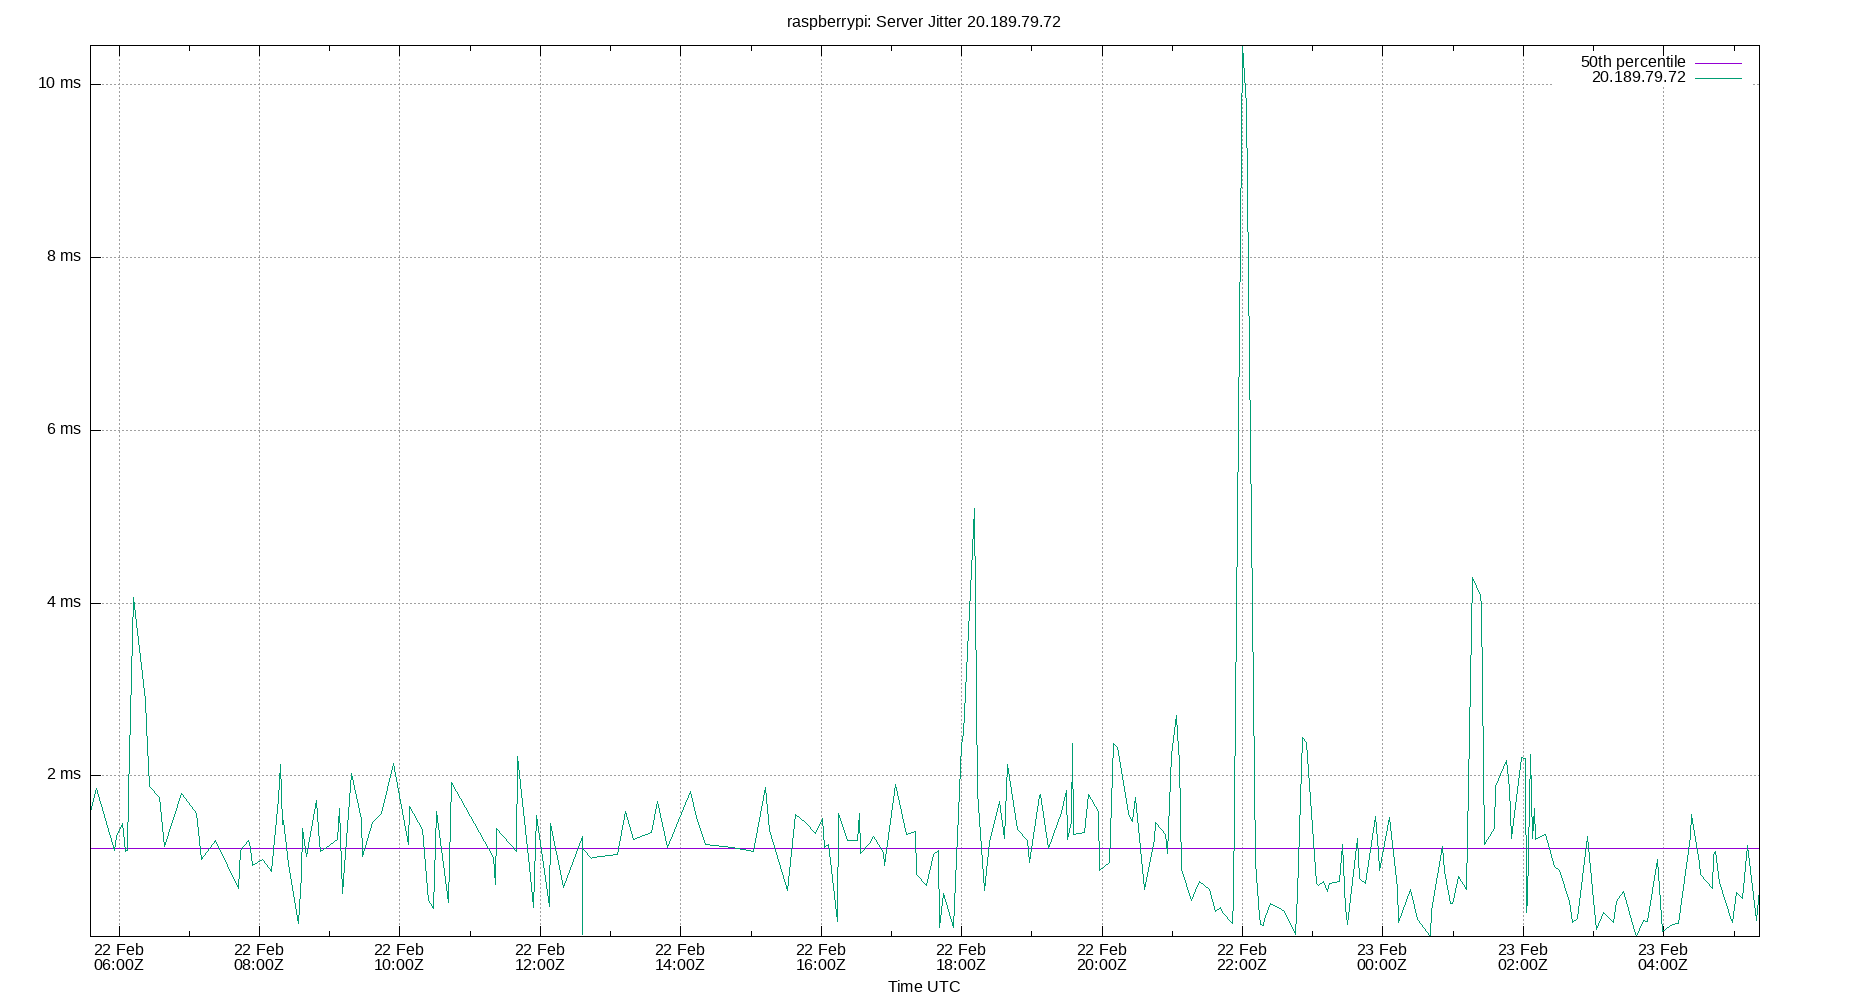 raspberrypi: Server Jitter 20.189.79.72
50th percentile
20.189.79.72
10 ms
8 ms
6 ms
4 ms
2 ms
22 Feb 22 Feb 22 Feb 22 Feb 22 Feb 22 Feb 22 Feb 22 Feb 22 Feb 23 Feb 23 Feb 23 Feb
06:00Z 08:00Z 10:00Z 12:00Z 14:00Z 16:00Z 18:00Z 20:00Z 22:00Z 00:00Z 02:00Z 04:00Z
Time UTC